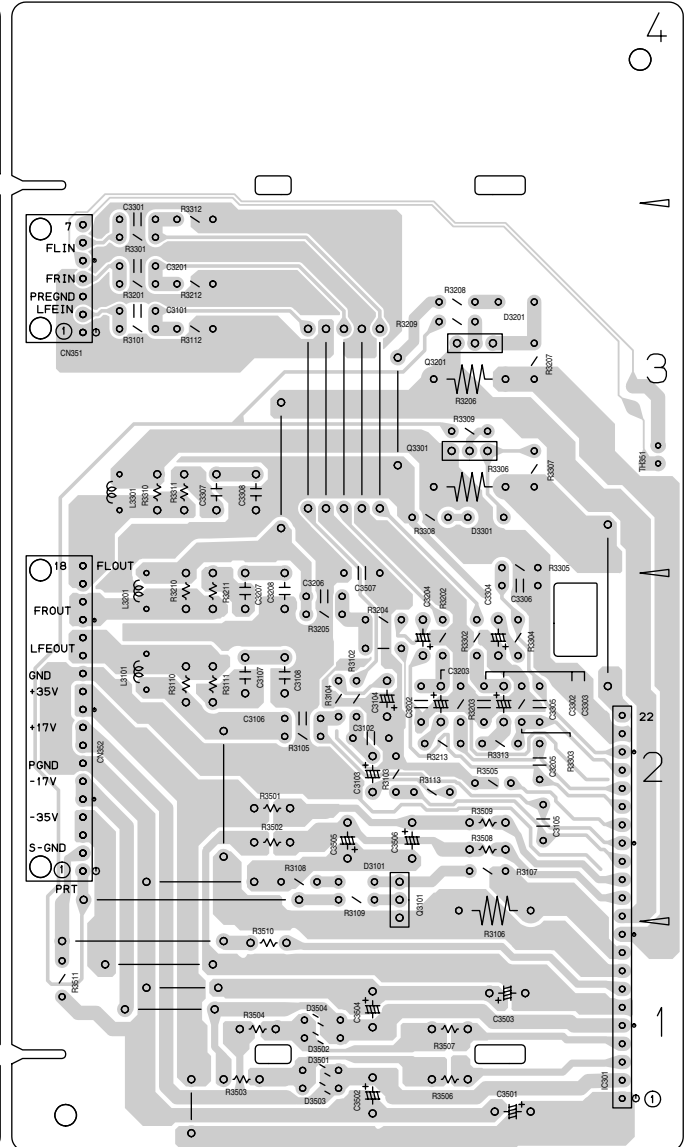 4
C3301 R3312
7
FLIN
R3301
C3201
FRIN
R3201 R3212
PREGND
LFEIN
C3101
1
R3101 R3112
CN351
R3208
R3209
D3201
Q3201
R3207
R3206
3
R3309
Q3301
R3306
R3307
TH351
R3308 D3301
L3301
R3310
R3311
C3307
C3308
18 FLOUT
R3305
C3306
L3201
R3210
R3211
C3207
C3208
C3206
C3507
R3205
R3204
C3204
R3202
C3304
FROUT
R3302
R3304
LFEOUT
R3102
GND
+35V
L3101
R3110
R3111
C3107
C3108
R3104
C3104
C3203
C3202
R3203
C3305
C3302
C3303
C3106
R3105
C3102
22
+17V
CN352
R3213
R3313
C3205
R3303
PGND
2
-17V
C3103
R3103
R3113
R3505
R3501
-35V
R3509
C3105
R3502
C3505
C3506
R3508
S-GND
1
R3108
D3101
R3107
PRT
R3109
Q3101
R3106
R3510
R3511
C3503
R3504
D3504
C3504
D3502
R3507
1
D3501
R3503
D3503
C3502
R3506
C3501
IC301
1